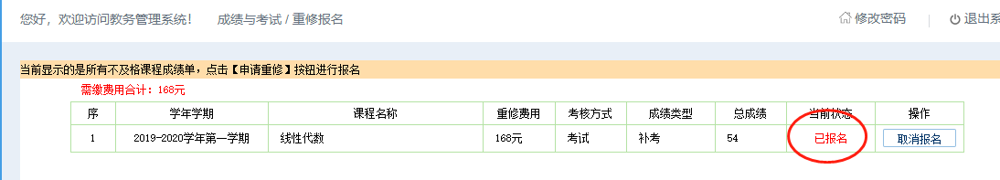 您好，欢迎访问教务管理系统！ 成绩与考试 / 重修报名 修改密码 退出系
当前显示的是所有不及格课程成绩单，点击【申请重修】按钮进行报名
需缴费用合计：168元
序 学年学期 课程名称 重修费用 考核方式 成绩类型 总成绩 当前状态 操作
1 2019-2020学年第一学期 线性代数 168元 考试 补考 54 已报名 取消报名